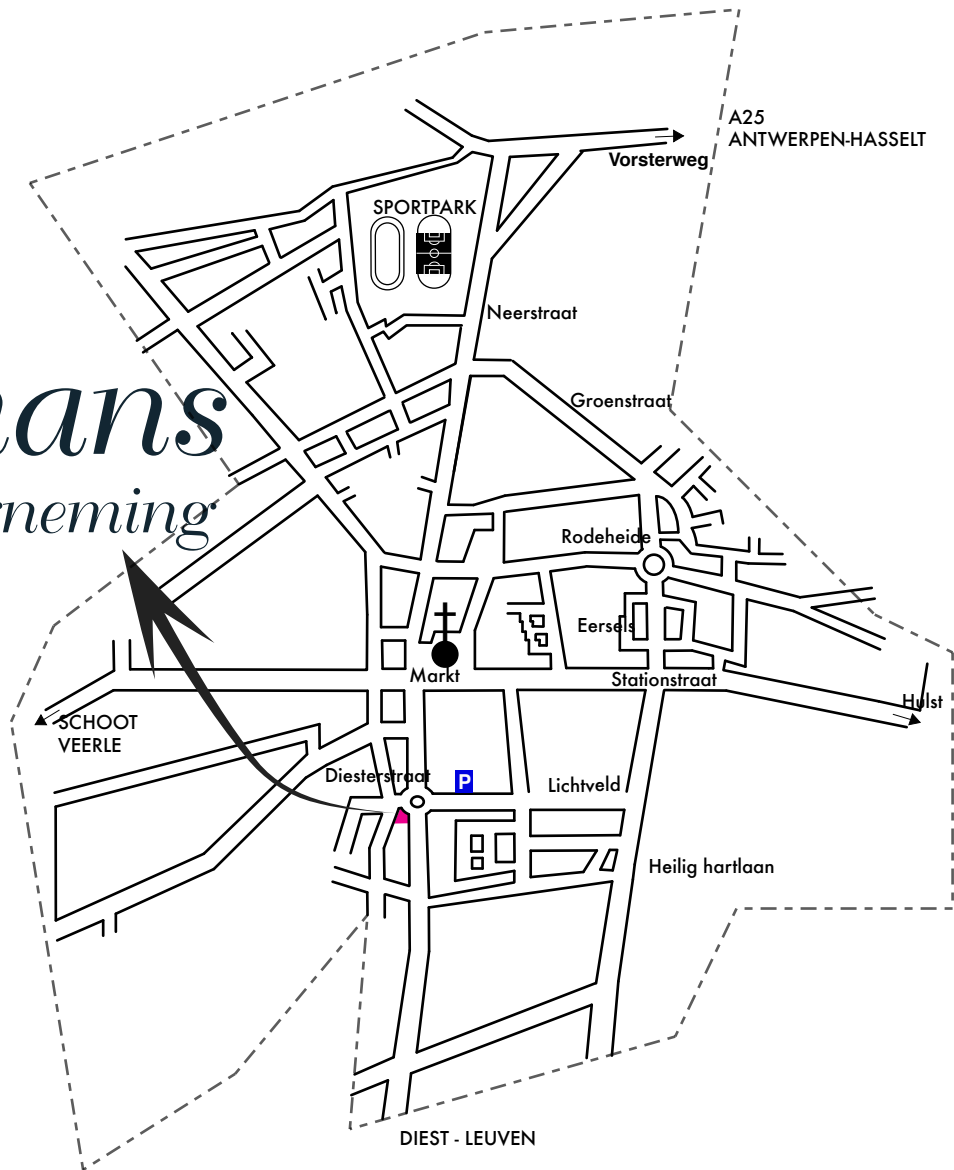 A25
ANTWERPEN-HASSELT
Vorsterweg
SPORTPARK
Neerstraat
Groenstraat
Rodeheide
Eersels
Markt
Stationstraat
Hulst
SCHOOT
VEERLE
Diesterstraat
P
Lichtveld
Heilig hartlaan
DIEST - LEUVEN